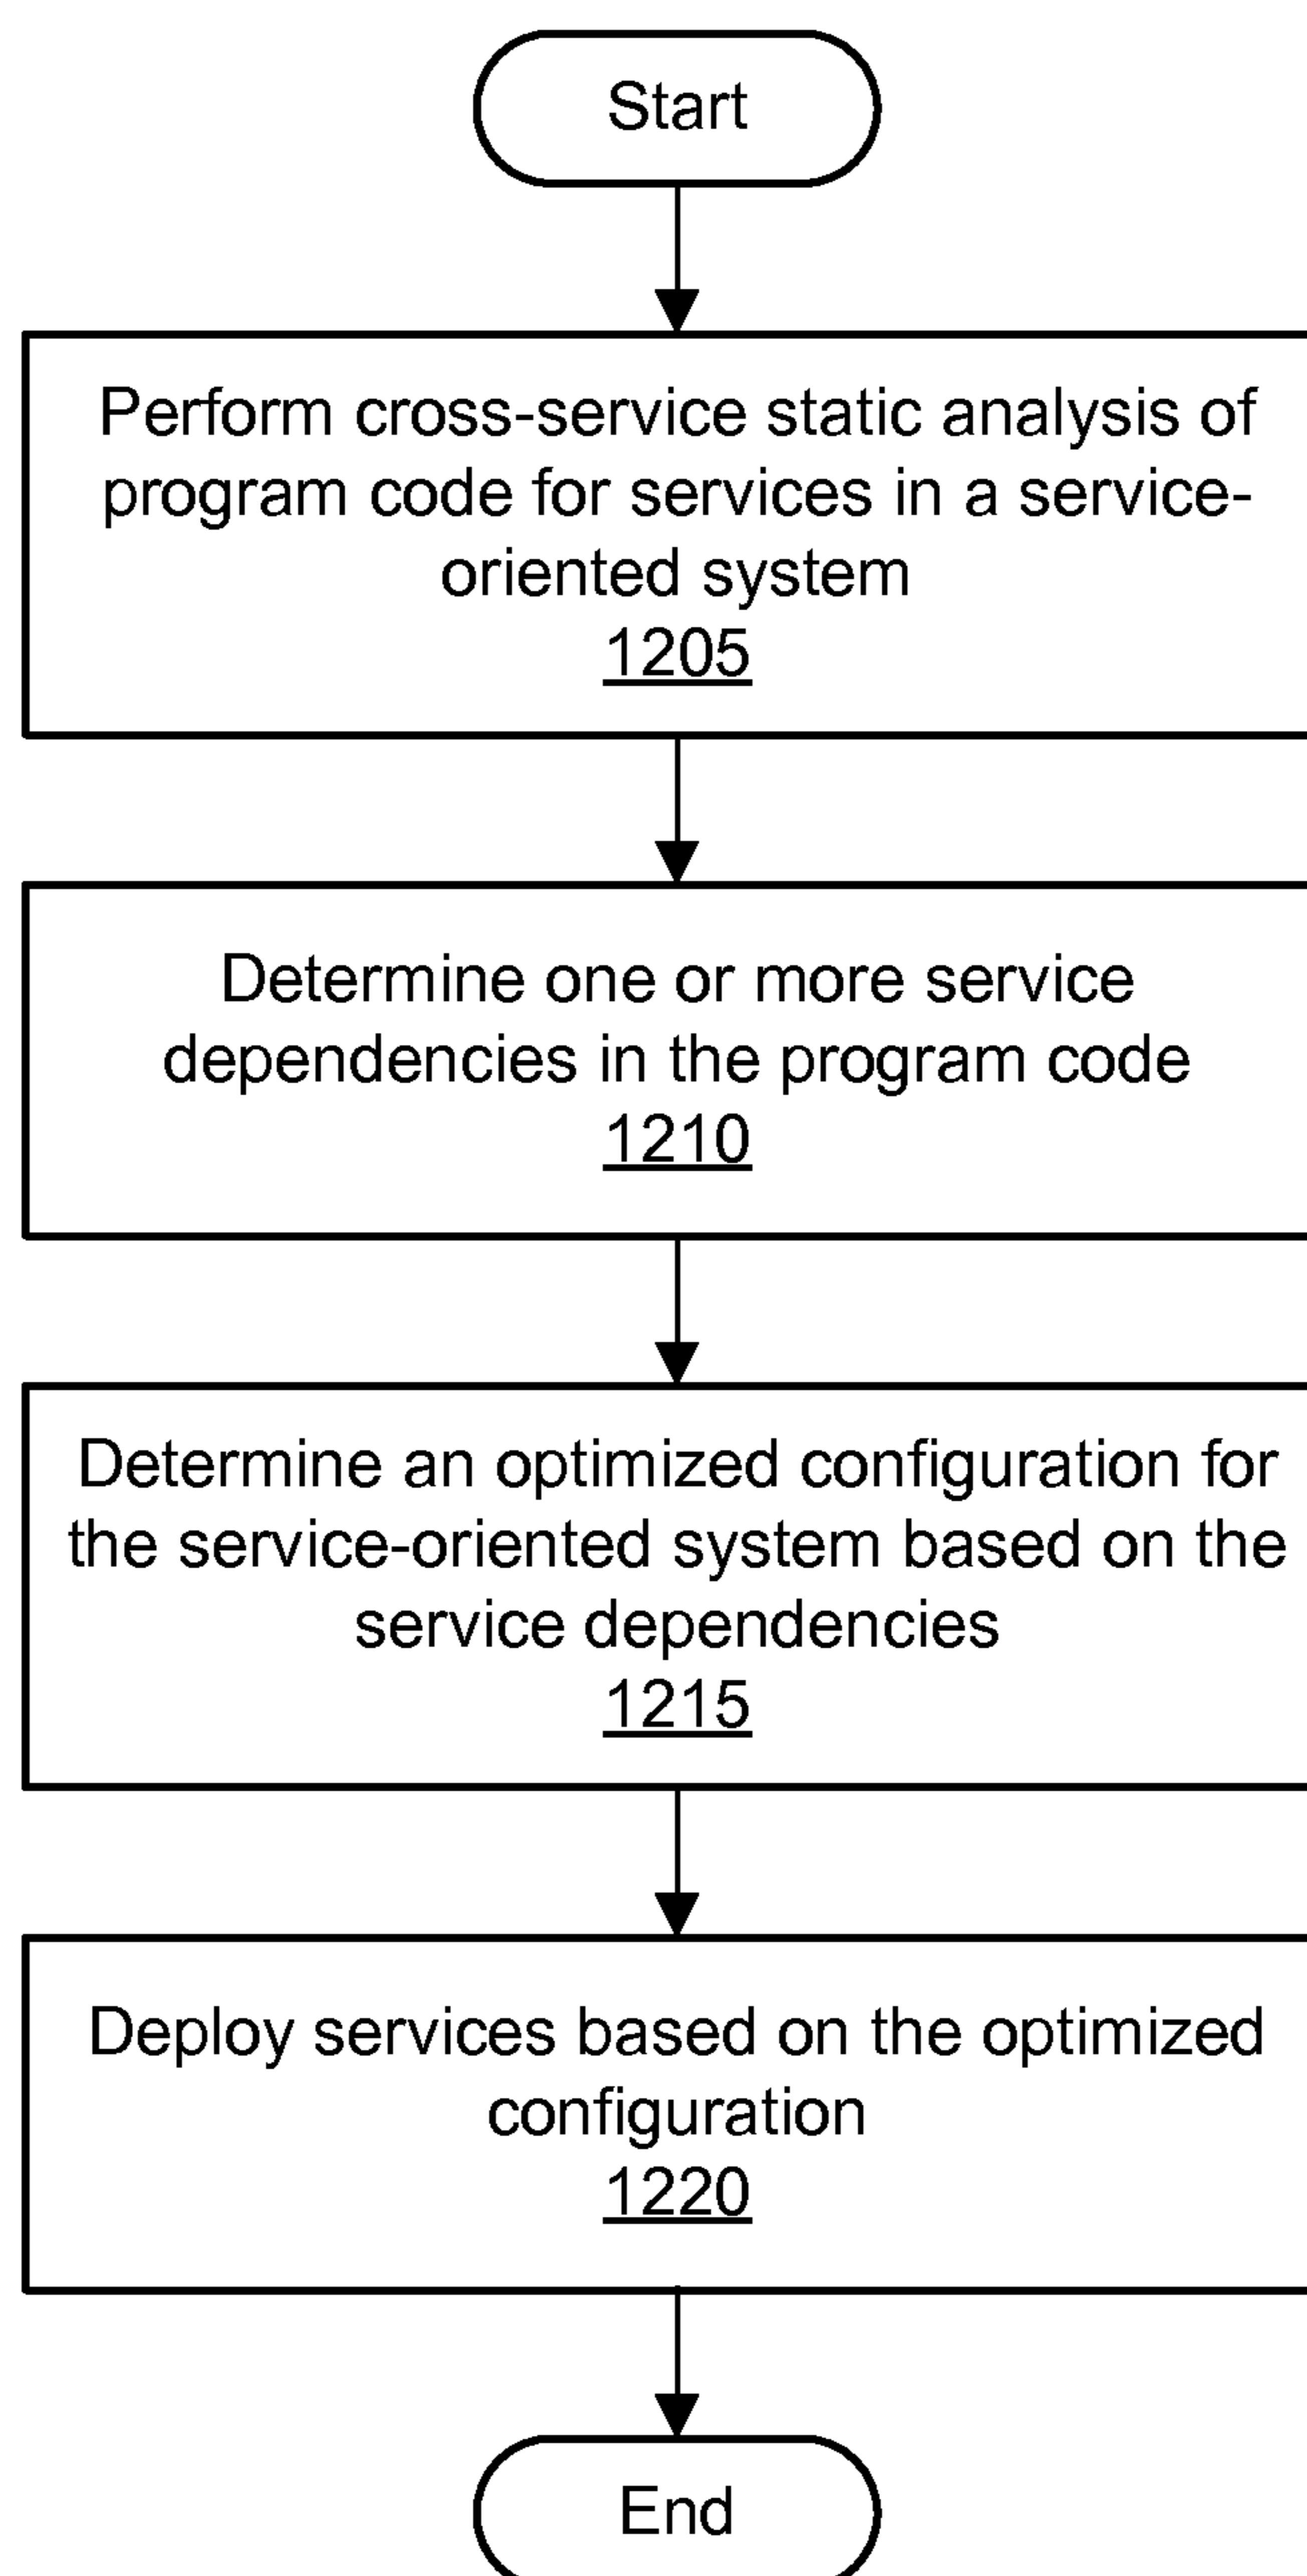 Start
Perform cross-service static analysis of
program code for services in a service-
oriented system
1205
Determine one or more service
dependencies in the program code
1210
Determine an optimized configuration for
the service-oriented system based on the
service dependencies
1215
Deploy services based on the optimized
configuration
1220
End